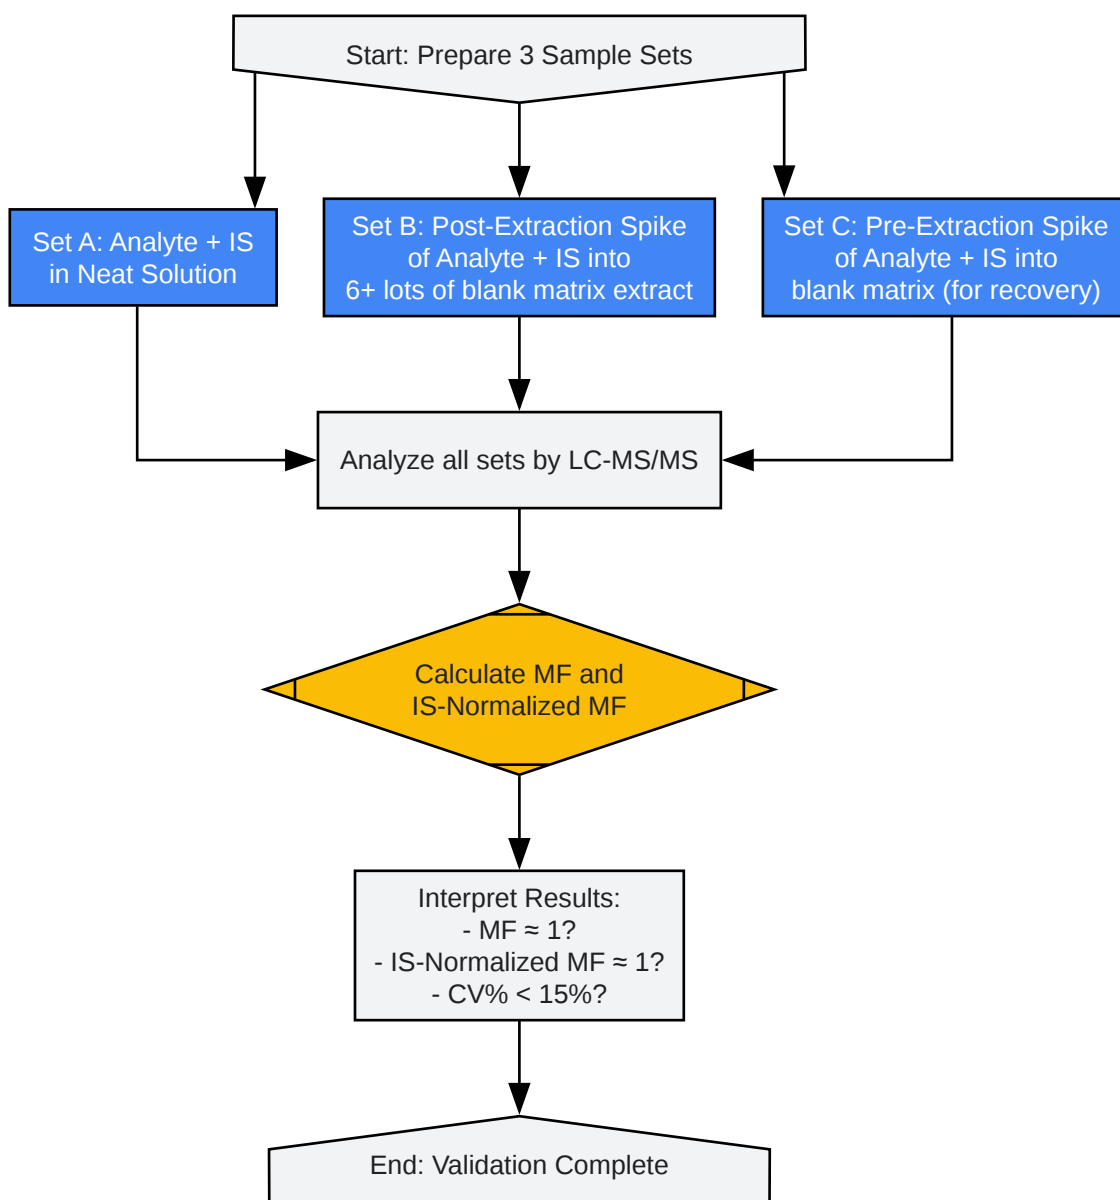 Start: Prepare 3 Sample Sets
Set A: Analyte + IS
in Neat Solution
Set B: Post-Extraction Spike
of Analyte + IS into
6+ lots of blank matrix extract
Set C: Pre-Extraction Spike
of Analyte + IS into
blank matrix (for recovery)
Analyze all sets by LC-MS/MS
Calculate MF and
IS-Normalized MF
Interpret Results:
- MF ≈ 1?
- IS-Normalized MF ≈ 1?
- CV% < 15%?
End: Validation Complete